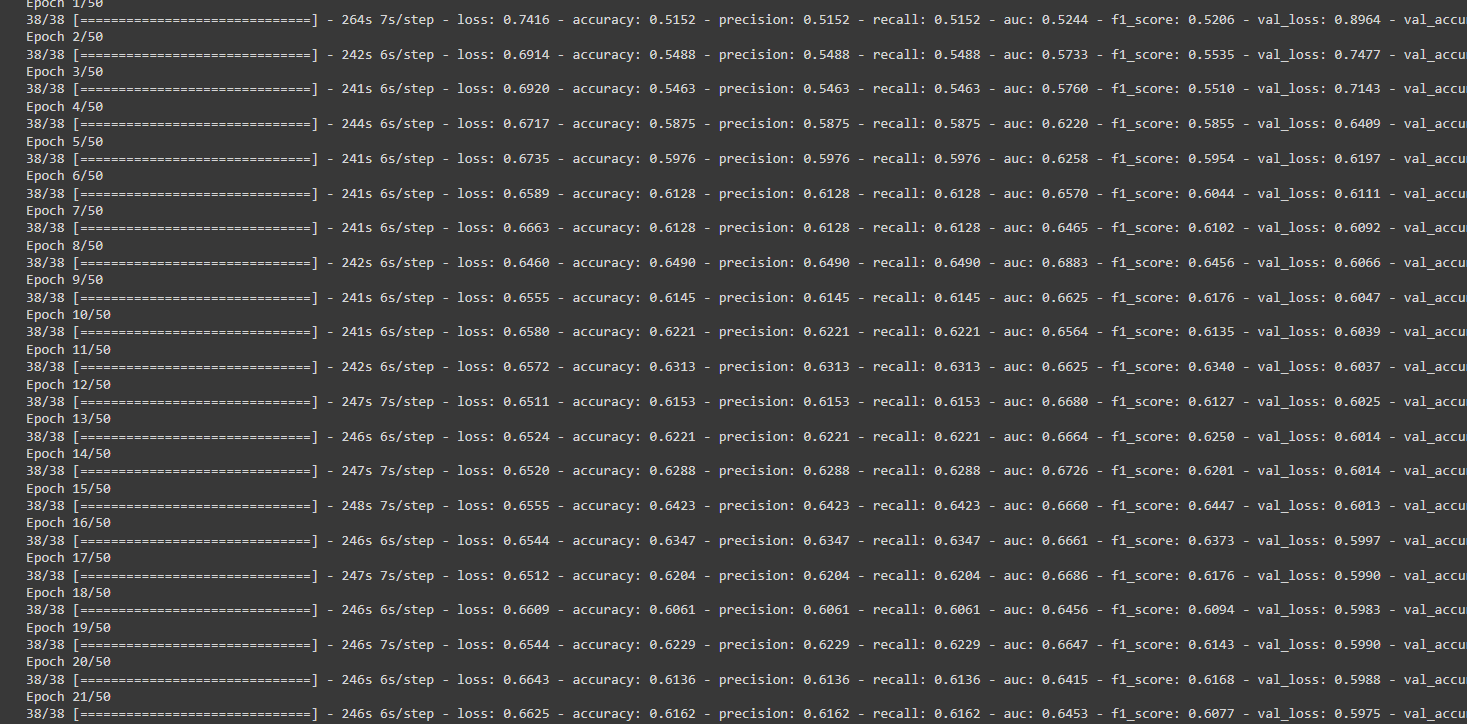 Epoch 1/50
38/38 [==============================] - 264s 7s/step - loss: 0.7416 - accuracy: 0.5152 - precision: 0.5152 - recall: 0.5152 - auc: 0.5244 - f1_score: 0.5206 - val_loss: 0.8964 - val_accu
Epoch 2/50
38/38 [==============================] - 242s 6s/step - loss: 0.6914 - accuracy: 0.5488 - precision: 0.5488 - recall: 0.5488 - auc: 0.5733 - f1_score: 0.5535 - val_loss: 0.7477 - val_accu
Epoch 3/50
38/38 [==============================] - 241s 6s/step - loss: 0.6920 - accuracy: 0.5463 - precision: 0.5463 - recall: 0.5463 - auc: 0.5760 - f1_score: 0.5510 - val_loss: 0.7143 - val_accu
Epoch 4/50
38/38 [==============================] - 244s 6s/step - loss: 0.6717 - accuracy: 0.5875 - precision: 0.5875 - recall: 0.5875 - auc: 0.6220 - f1_score: 0.5855 - val_loss: 0.6409 - val_accu
Epoch 5/50
38/38 [==============================] - 241s 6s/step - loss: 0.6735 - accuracy: 0.5976 - precision: 0.5976 - recall: 0.5976 - auc: 0.6258 - f1_score: 0.5954 - val_loss: 0.6197 - val_accu
Epoch 6/50
38/38 [==============================] - 241s 6s/step - loss: 0.6589 - accuracy: 0.6128 - precision: 0.6128 - recall: 0.6128 - auc: 0.6570 - f1_score: 0.6044 - val_loss: 0.6111 - val_accu
Epoch 7/50
38/38 [==============================] - 241s 6s/step - loss: 0.6663 - accuracy: 0.6128 - precision: 0.6128 - recall: 0.6128 - auc: 0.6465 - f1_score: 0.6102 - val_loss: 0.6092 - val_accu
Epoch 8/50
38/38 [==============================] - 242s 6s/step - loss: 0.6460 - accuracy: 0.6490 - precision: 0.6490 - recall: 0.6490 - auc: 0.6883 - f1_score: 0.6456 - val_loss: 0.6066 - val_accu
Epoch 9/50
38/38 [==============================] - 241s 6s/step - loss: 0.6555 - accuracy: 0.6145 - precision: 0.6145 - recall: 0.6145 - auc: 0.6625 - f1_score: 0.6176 - val_loss: 0.6047 - val_accu
Epoch 10/50
38/38 [==============================] - 241s 6s/step - loss: 0.6580 - accuracy: 0.6221 - precision: 0.6221 - recall: 0.6221 - auc: 0.6564 - f1_score: 0.6135 - val_loss: 0.6039 - val_accu
Epoch 11/50
38/38 [==============================] - 242s 6s/step - loss: 0.6572 - accuracy: 0.6313 - precision: 0.6313 - recall: 0.6313 - auc: 0.6625 - f1_score: 0.6340 - val_loss: 0.6037 - val_accu
Epoch 12/50
38/38 [==============================] - 247s 7s/step - loss: 0.6511 - accuracy: 0.6153 - precision: 0.6153 - recall: 0.6153 - auc: 0.6680 - f1_score: 0.6127 - val_loss: 0.6025 - val_accu
Epoch 13/50
38/38 [==============================] - 246s 6s/step - loss: 0.6524 - accuracy: 0.6221 - precision: 0.6221 - recall: 0.6221 - auc: 0.6664 - f1_score: 0.6250 - val_loss: 0.6014 - val_accu
Epoch 14/50
38/38 [==============================] - 247s 7s/step - loss: 0.6520 - accuracy: 0.6288 - precision: 0.6288 - recall: 0.6288 - auc: 0.6726 - f1_score: 0.6201 - val_loss: 0.6014 - val_accu
Epoch 15/50
38/38 [==============================] - 248s 7s/step - loss: 0.6555 - accuracy: 0.6423 - precision: 0.6423 - recall: 0.6423 - auc: 0.6660 - f1_score: 0.6447 - val_loss: 0.6013 - val_accu
Epoch 16/50
38/38 [==============================] - 246s 6s/step - loss: 0.6544 - accuracy: 0.6347 - precision: 0.6347 - recall: 0.6347 - auc: 0.6661 - f1_score: 0.6373 - val_loss: 0.5997 - val_accu
Epoch 17/50
38/38 [==============================] - 247s 7s/step - loss: 0.6512 - accuracy: 0.6204 - precision: 0.6204 - recall: 0.6204 - auc: 0.6686 - f1_score: 0.6176 - val_loss: 0.5990 - val_accu
Epoch 18/50
38/38 [==============================] - 246s 6s/step - loss: 0.6609 - accuracy: 0.6061 - precision: 0.6061 - recall: 0.6061 - auc: 0.6456 - f1_score: 0.6094 - val_loss: 0.5983 - val_accu
Epoch 19/50
38/38 [==============================] - 246s 7s/step - loss: 0.6544 - accuracy: 0.6229 - precision: 0.6229 - recall: 0.6229 - auc: 0.6647 - f1_score: 0.6143 - val_loss: 0.5990 - val_accu
Epoch 20/50
38/38 [==============================] - 246s 6s/step - loss: 0.6643 - accuracy: 0.6136 - precision: 0.6136 - recall: 0.6136 - auc: 0.6415 - f1_score: 0.6168 - val_loss: 0.5988 - val_accu
Epoch 21/50
38/38 [==============================] - 246s 6s/step - loss: 0.6625 - accuracy: 0.6162 - precision: 0.6162 - recall: 0.6162 - auc: 0.6453 - f1_score: 0.6077 - val_loss: 0.5975 - val_accu